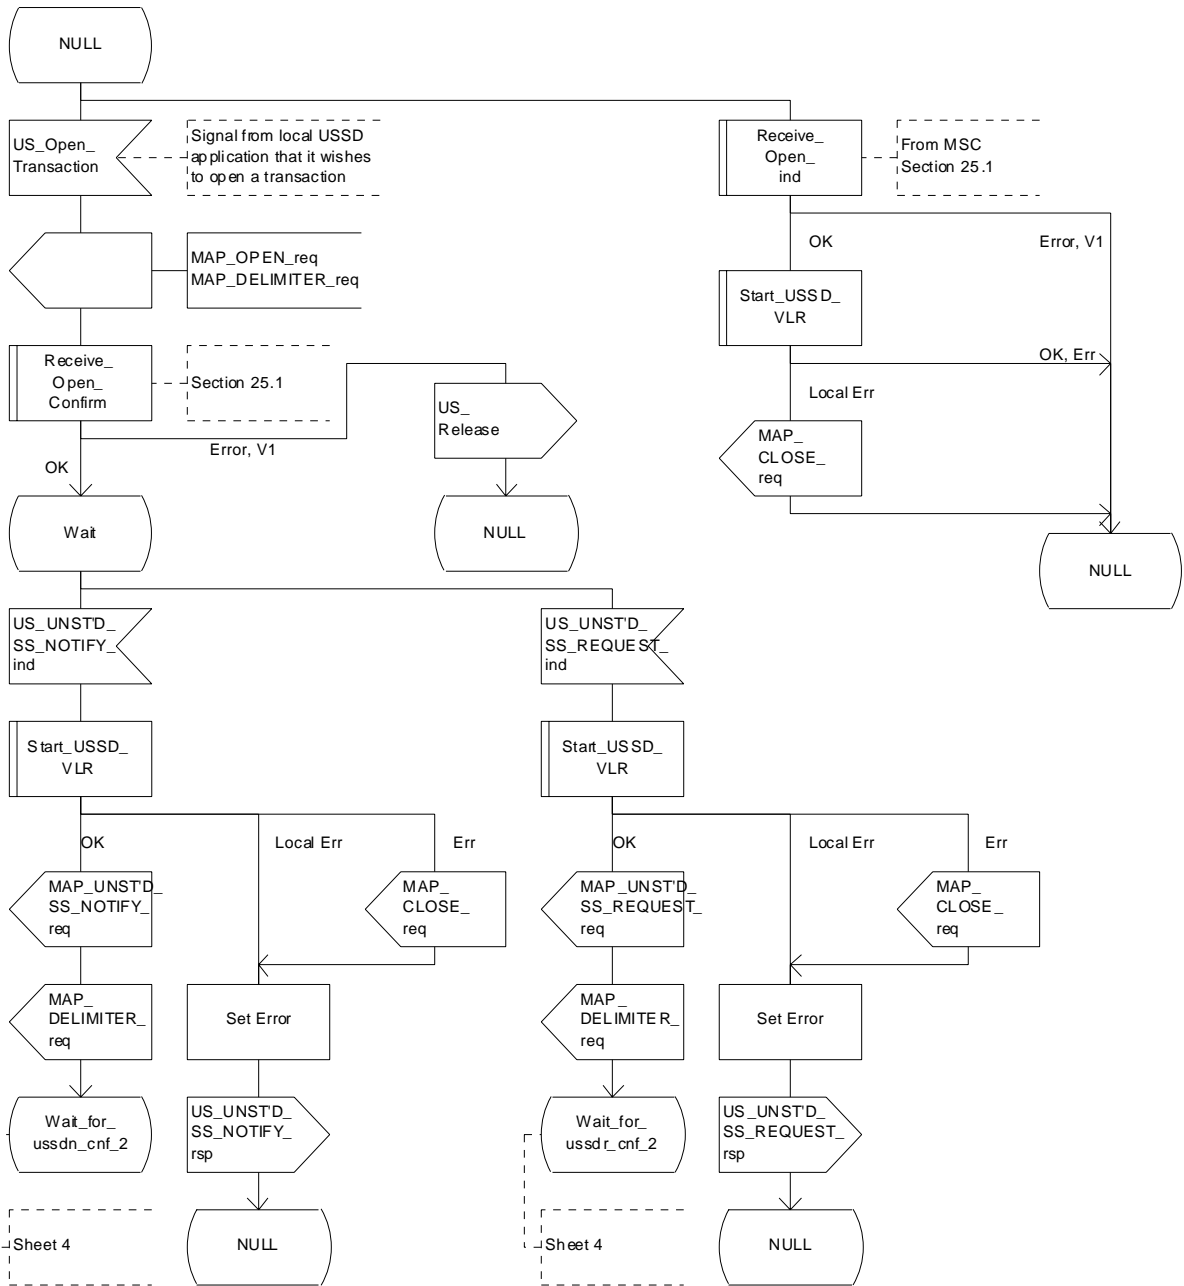 NULL
US_Open_
Transaction
Signal from local USSD
application that it wishes
to open a transaction
Receive_
Open_
ind
From MSC
Section 25.1
MAP_OPEN_req
MAP_DELIMITER_req
OK
Error, V1
Start_USSD_
VLR
Receive_
Open_
Confirm
Section 25.1
OK, Err
Local Err
US_
Release
MAP_
CLOSE_
req
Error, V1
OK
Wait
NULL
NULL
US_UNST'D_
SS_NOTIFY_
ind
US_UNST'D_
SS_REQUEST_
ind
Start_USSD_
VLR
Start_USSD_
VLR
OK
Local Err
Err
OK
Local Err
Err
MAP_UNST'D_
SS_NOTIFY_
req
MAP_
CLOSE_
req
MAP_UNST'D_
SS_REQUEST_
req
MAP_
CLOSE_
req
MAP_
DELIMITER_
req
Set Error
MAP_
DELIMITER_
req
Set Error
Wait_for_
ussdn_cnf_2
US_UNST'D_
SS_NOTIFY_
rsp
Wait_for_
ussdr_cnf_2
US_UNST'D_
SS_REQUEST_
rsp
Sheet 4
NULL
Sheet 4
NULL